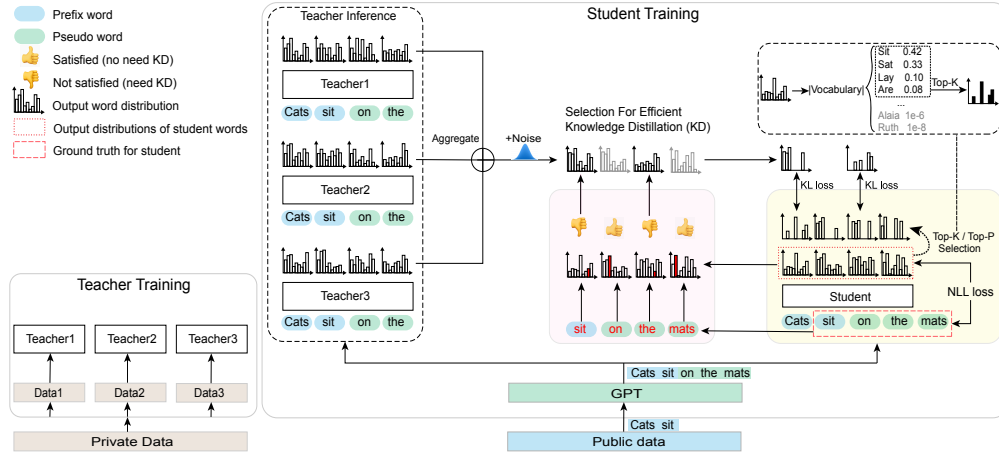 Prefix word
Pseudo word
Satisfied (no need KD)
Not satisfied (need KD)
Output word distribution
Output distributions of student words
Ground truth for student
Teacher Training
Teacher1 Teacher2 Teacher3
Data1 Data2 Data3
Private Data
Student Training
Teacher Inference
Teacher1
Cats sit on the
Teacher2
Cats sit on the
Teacher3
Cats sit on the
Aggregate
+Noise
Selection For Efficient
Knowledge Distillation (KD)
sit on the mats
|Vocabulary|
Sit 0.42
Sat 0.33
Lay 0.10
Are 0.08
...
Alaia 1e-6
Ruth 1e-8
Top-K
KL loss KL loss
Top-K / Top-P
Selection
Student
NLL loss
Cats sit on the mats
Cats sit on the mats
GPT
Cats sit
Public data